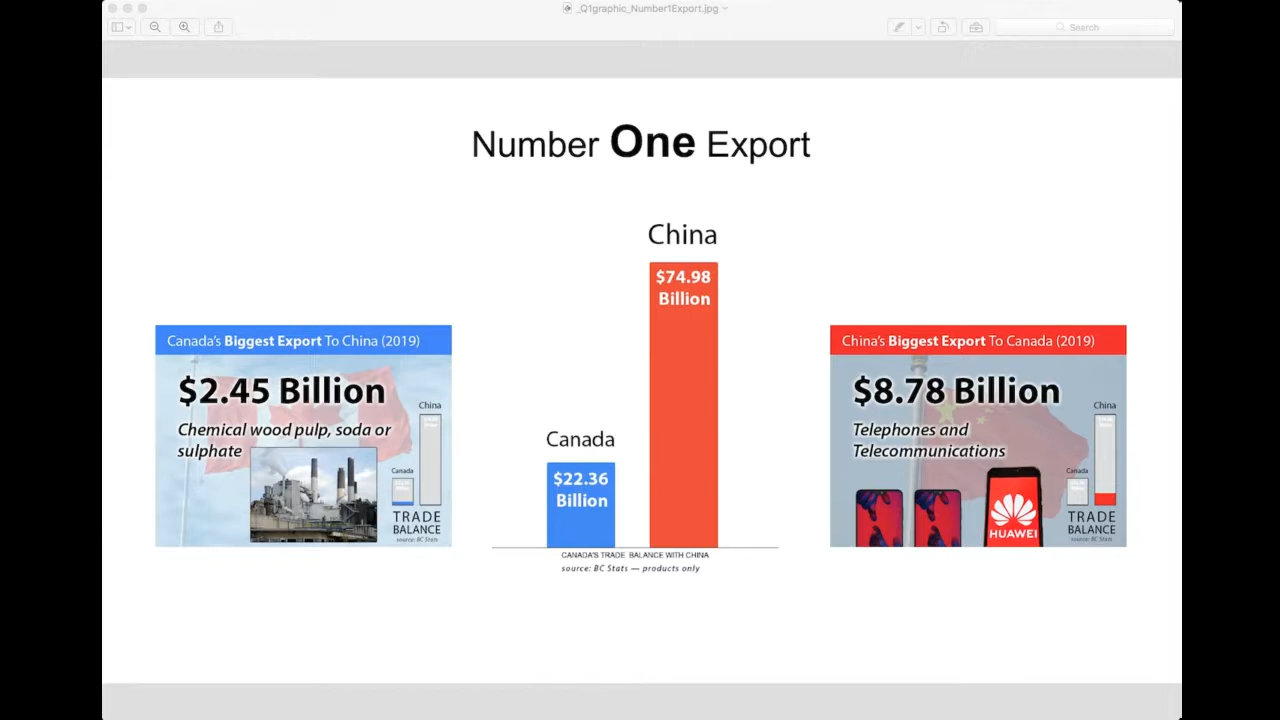 _Q1graphic_Number1Export.jpg
Search
Number One Export
China
$74.98
Billion
Canada
$22.36
Billion
CANADA'S TRADE BALANCE WITH CHINA
source: BC Stats — products only
Canada's Biggest Export To China (2019)
$2.45 Billion
Chemical wood pulp, soda or
sulphate
China
Canada
TRADE
BALANCE
source: BC Stats
China's Biggest Export To Canada (2019)
$8.78 Billion
Telephones and
Telecommunications
China
Canada
HUAWEI
TRADE
BALANCE
source: BC Stats